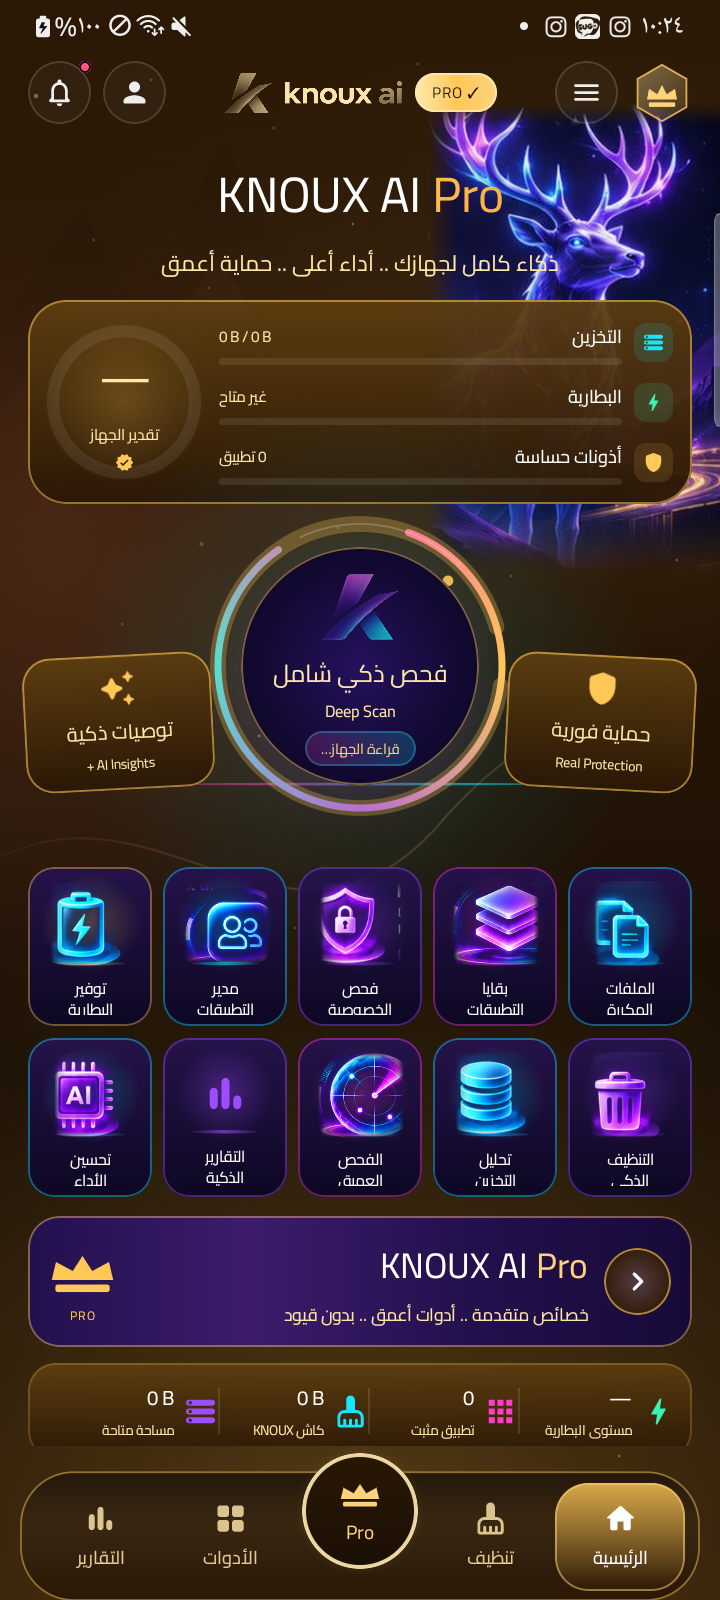 ١٠:٢٤
%١٠٠
knoux ai
PRO ✓
KNOUX AI Pro
ذكاء كامل لجهازك .. أداء أعلى .. حماية أعمق
التخزين
0 B / 0 B
البطارية
غير متاح
أذونات حساسة
0 تطبيق
—
تقدير الجهاز
فحص ذكي شامل
Deep Scan
قراءة الجهاز...
حماية فورية
Real Protection
توصيات ذكية
AI Insights +
الملفات
المكررة
بقايا
التطبيقات
فحص
الخصوصية
مدير
التطبيقات
توفير
البطارية
التنظيف
الذكي
تحليل
التخزين
الفحص
العميق
التقارير
الذكية
AI
تحسين
الأداء
KNOUX AI Pro
خصائص متقدمة .. أدوات أعمق .. بدون قيود
PRO
—
مستوى البطارية
0
تطبيق مثبت
0 B
كاش KNOUX
0 B
مساحة متاحة
الرئيسية
تنظيف
Pro
الأدوات
التقارير